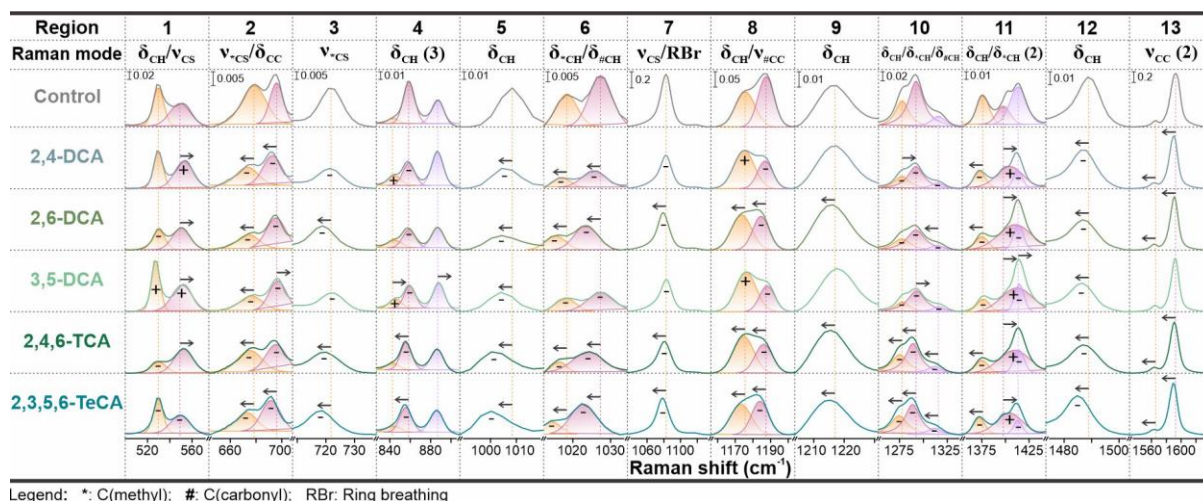 Region 1 2 3 4 5 6 7 8 9 10 11 12 13
Raman mode δCH/νCS ν*CS/δCC ν*CS δCH (3) δCH δ*CH/δ#CH νCS/RBr δCH/ν#CC δCH δCH/δ*CH/δ#CH δCH/δ*CH (2) δCH νCC (2)
0.02 0.005 0.005 0.01 0.01 0.005 0.2 0.05 0.01 0.02 0.01 0.01 0.2
Control
2,4-DCA
2,6-DCA
3,5-DCA
2,4,6-TCA
2,3,5,6-TeCA
520 560 660 700 720 730 840 880 1000 1010 1020 1030 1060 1100 1170 1190 1210 1220 1275 1325 1375 1425 1480 1500 1560 1600
Raman shift (cm⁻¹)
Legend: *: C(methyl); #: C(carbonyl); RBr: Ring breathing